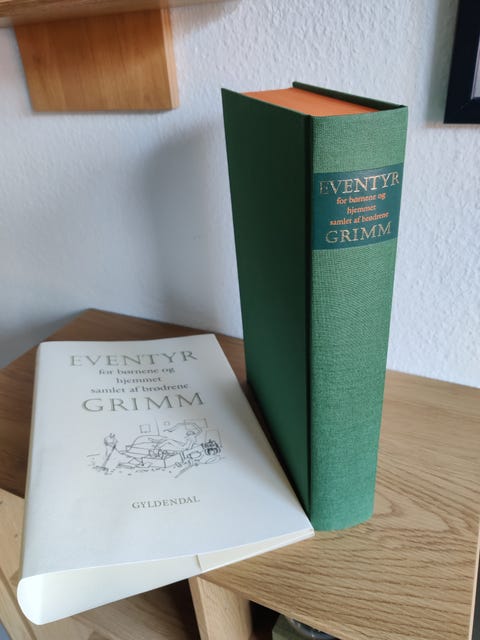 EVENTYR
for børnene og
hjemmet
samlet af brødrene
GRIMM
GYLDENDAL
EVENTYR
for børnene og
hjemmet
samlet af brødrene
GRIMM